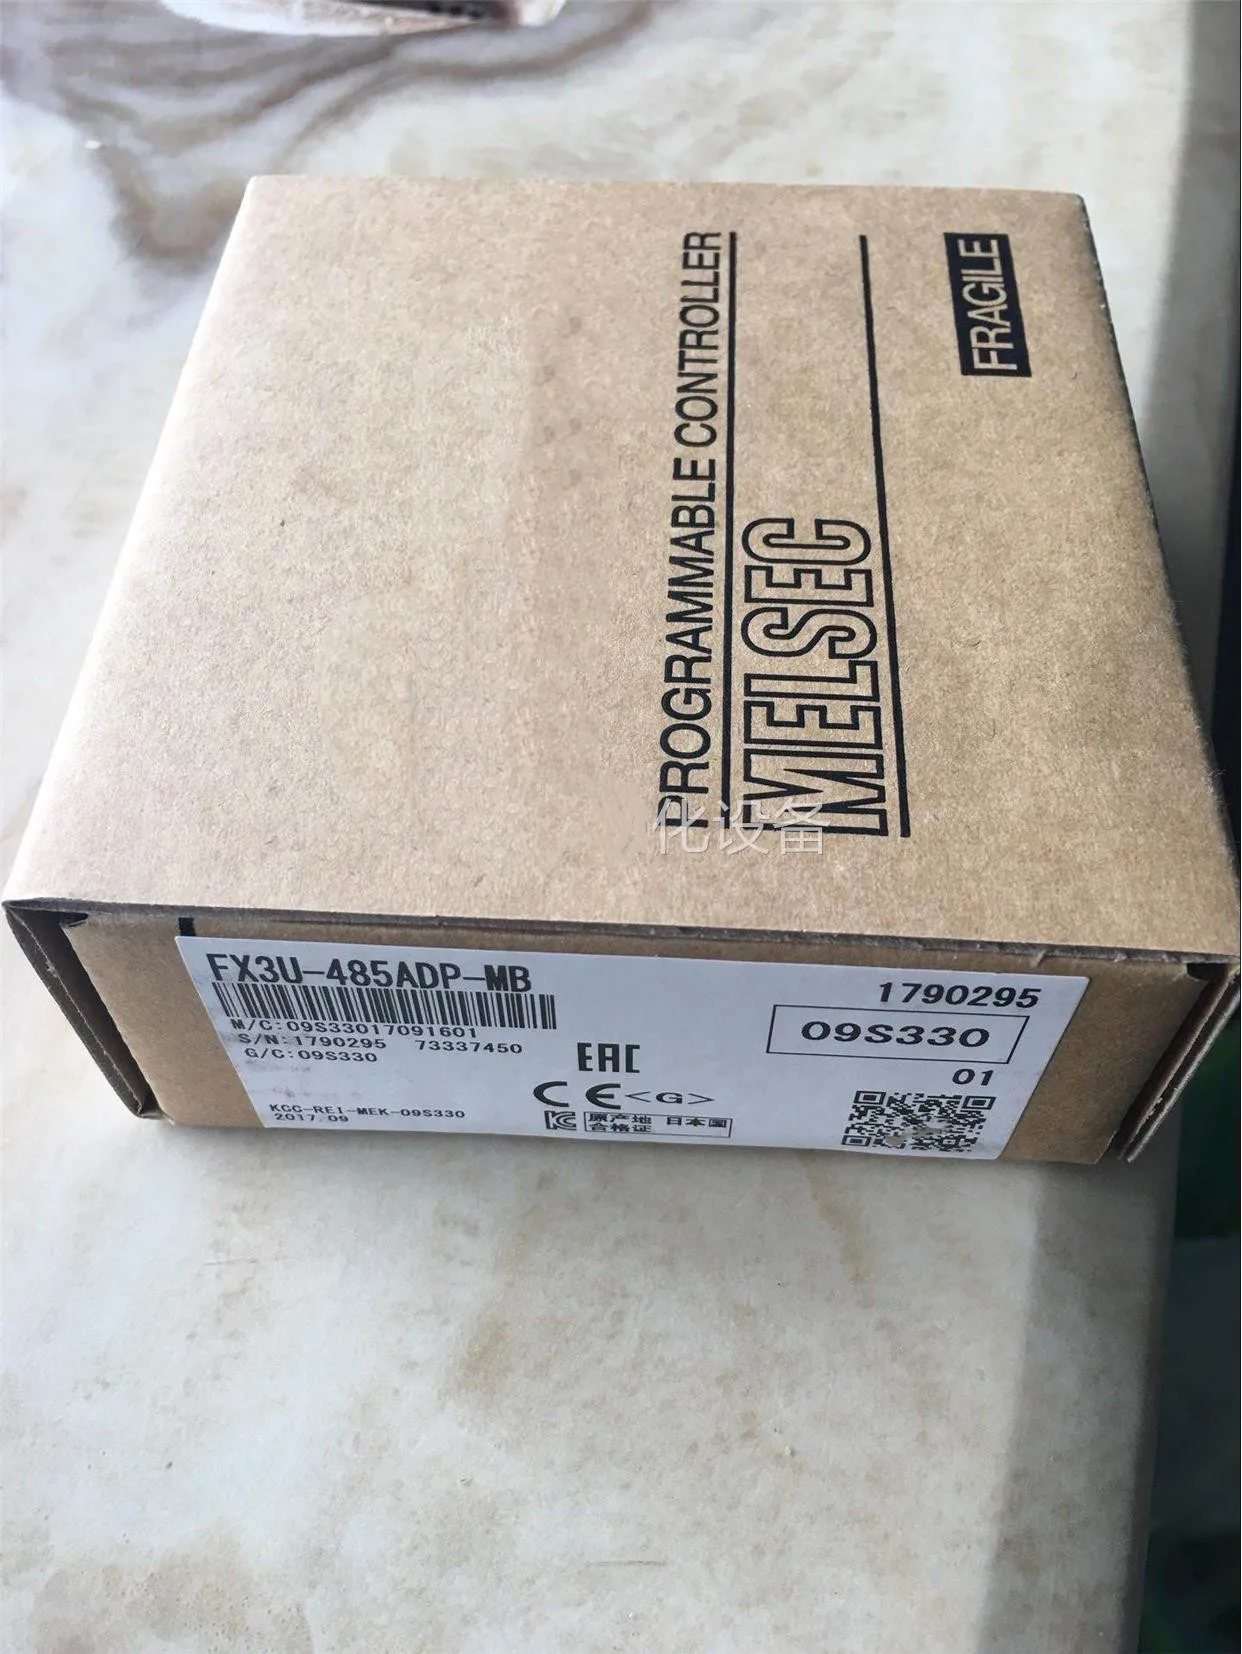 FRAGILE
PROGRAMMABLE CONTROLLER
MELSEC
化设备
FX3U-485ADP-MB
M/C:09S33017091601
S/N:1790295 73337450
G/C:09S330
KCC-REI-MEK-09S330
2017.09
EAC
CE<G>
原产地 日本国
合格证
1790295
09S330
01